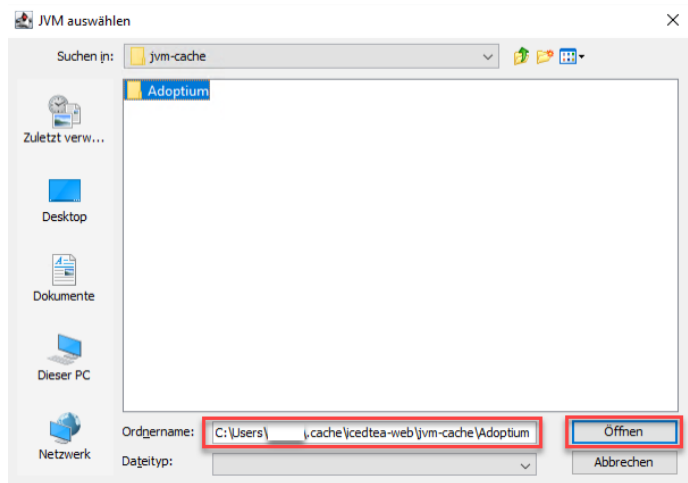 JVM auswählen
Suchen in: jvm-cache
Adoptium
Zuletzt verw...
Desktop
Dokumente
Dieser PC
Netzwerk
Ordnername: C:\Users\ \.cache\icedtea-web\jvm-cache\Adoptium Öffnen
Dateityp: Abbrechen